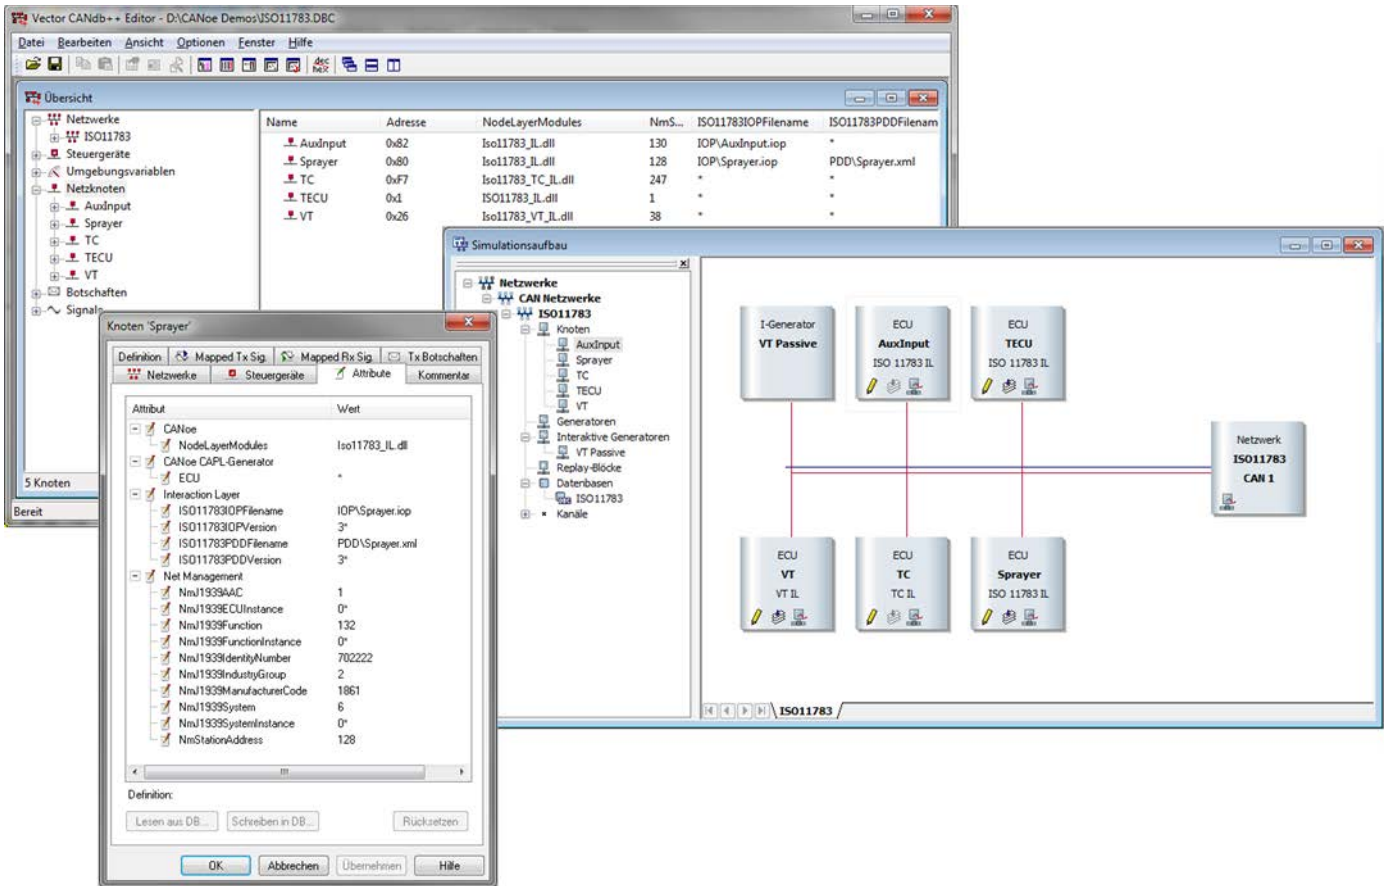 Vector CANdb++ Editor - D:\CANoe Demos\ISO11783.DBC
Datei Bearbeiten Ansicht Optionen Fenster Hilfe
Übersicht
Netzwerke
ISO11783
Steuergeräte
Umgebungsvariablen
Netzknoten
AuxInput
Sprayer
TC
TECU
VT
Botschaften
Signale
5 Knoten
Bereit
Name Adresse NodeLayerModules NmS... ISO11783IOPFilename ISO11783PDDFilenam
AuxInput 0x82 Iso11783_IL.dll 130 IOP\AuxInput.iop *
Sprayer 0x80 Iso11783_IL.dll 128 IOP\Sprayer.iop PDD\Sprayer.xml
TC 0xF7 Iso11783_TC_IL.dll 247 * *
TECU 0x1 ISO11783_IL.dll 1 * *
VT 0x26 Iso11783_VT_IL.dll 38 * *
Simulationsaufbau
Netzwerke
CAN Netzwerke
ISO11783
Knoten
AuxInput
Sprayer
TC
TECU
VT
Generatoren
Interaktive Generatoren
VT Passive
Replay-Blöcke
Datenbasen
ISO11783
Kanäle
I-Generator
VT Passive
ECU
AuxInput
ISO 11783 IL
ECU
TECU
ISO 11783 IL
Netzwerk
ISO11783
CAN 1
ECU
VT
VT IL
ECU
TC
TC IL
ECU
Sprayer
ISO 11783 IL
ISO11783
Knoten 'Sprayer'
Definition Mapped Tx Sig. Mapped Rx Sig. Tx Botschaften
Netzwerke Steuergeräte Attribute Kommentar
Attribut Wert
CANoe
NodeLayerModules Iso11783_IL.dll
CANoe CAPL-Generator
ECU *
Interaction Layer
ISO11783IOPFilename IOP\Sprayer.iop
ISO11783IOPVersion 3*
ISO11783PDDFilename PDD\Sprayer.xml
ISO11783PDDVersion 3*
Net Management
NmJ1939AAC 1
NmJ1939ECUInstance 0*
NmJ1939Function 132
NmJ1939FunctionInstance 0*
NmJ1939IdentityNumber 702222
NmJ1939IndustryGroup 2
NmJ1939ManufacturerCode 1861
NmJ1939System 6
NmJ1939SystemInstance 0*
NmStationAddress 128
Definition:
Lesen aus DB... Schreiben in DB... Rücksetzen
OK Abbrechen Übernehmen Hilfe